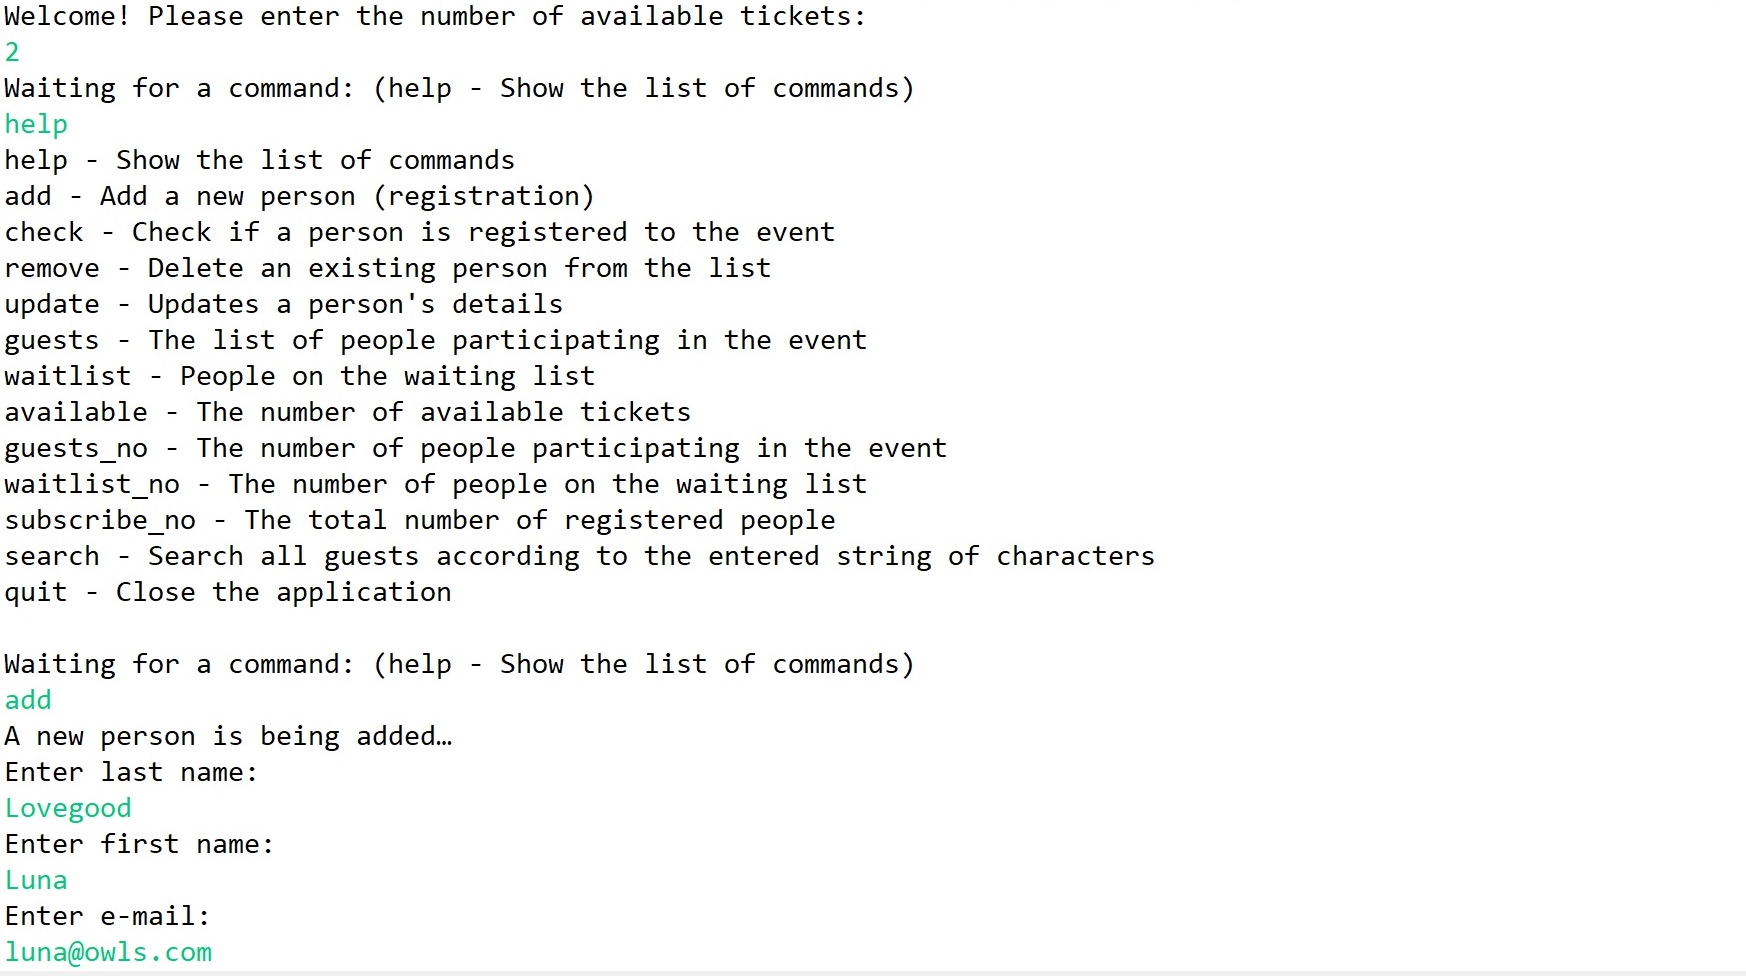 Welcome! Please enter the number of available tickets:
2
Waiting for a command: (help - Show the list of commands)
help
help - Show the list of commands
add - Add a new person (registration)
check - Check if a person is registered to the event
remove - Delete an existing person from the list
update - Updates a person's details
guests - The list of people participating in the event
waitlist - People on the waiting list
available - The number of available tickets
guests_no - The number of people participating in the event
waitlist_no - The number of people on the waiting list
subscribe_no - The total number of registered people
search - Search all guests according to the entered string of characters
quit - Close the application
Waiting for a command: (help - Show the list of commands)
add
A new person is being added…
Enter last name:
Lovegood
Enter first name:
Luna
Enter e-mail:
luna@owls.com